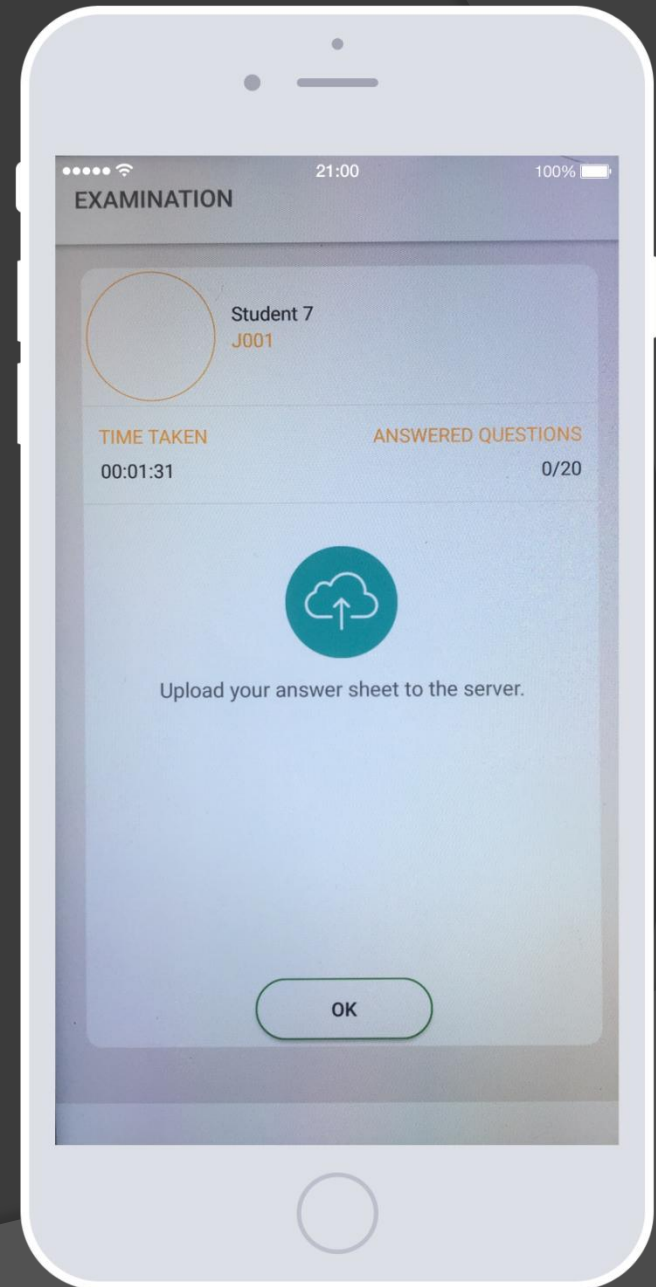 21:00 100%
EXAMINATION
Student 7
J001
TIME TAKEN ANSWERED QUESTIONS
00:01:31 0/20
Upload your answer sheet to the server.
OK